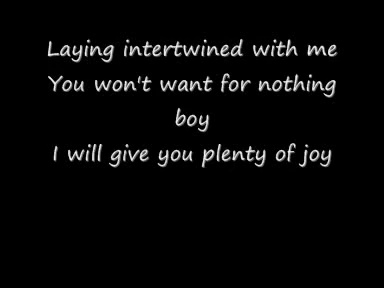 Laying intertwined with me
You won't want for nothing
boy
I will give you plenty of joy